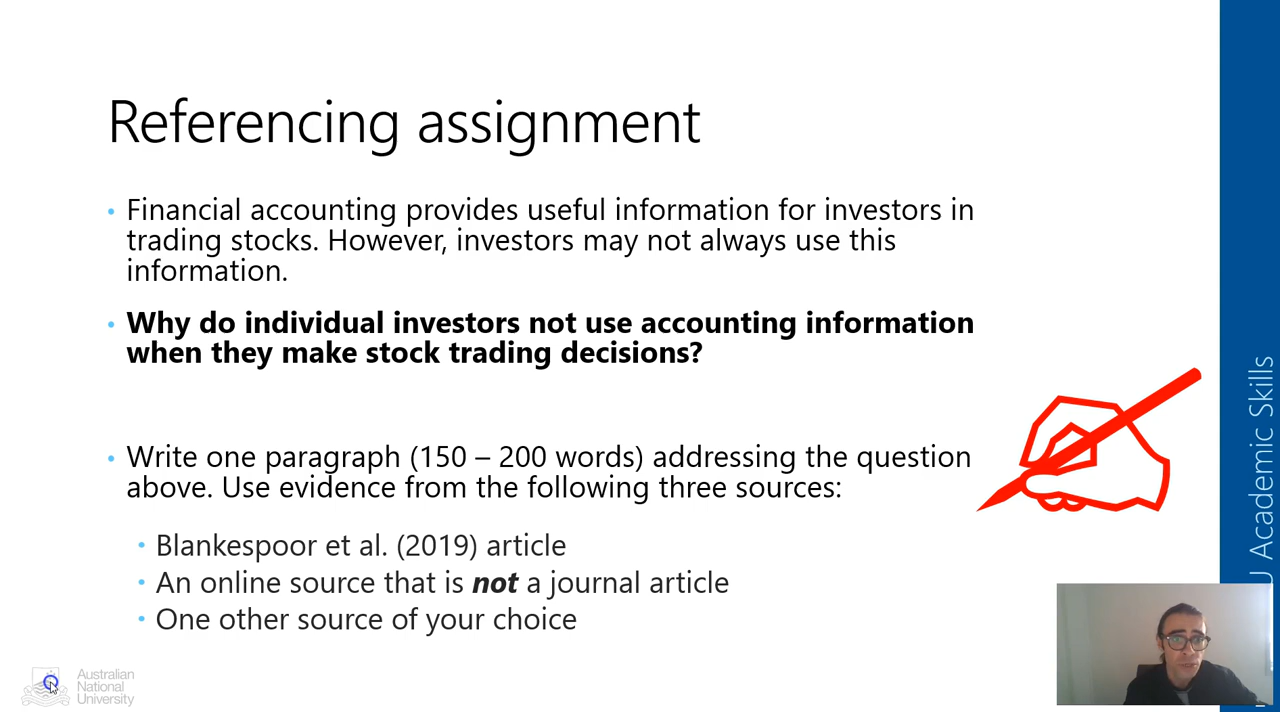 Referencing assignment
• Financial accounting provides useful information for investors in
trading stocks. However, investors may not always use this
information.
• Why do individual investors not use accounting information
when they make stock trading decisions?
• Write one paragraph (150 – 200 words) addressing the question
above. Use evidence from the following three sources:
• Blankespoor et al. (2019) article
• An online source that is not a journal article
• One other source of your choice
Australian
National
University
U Academic Skills